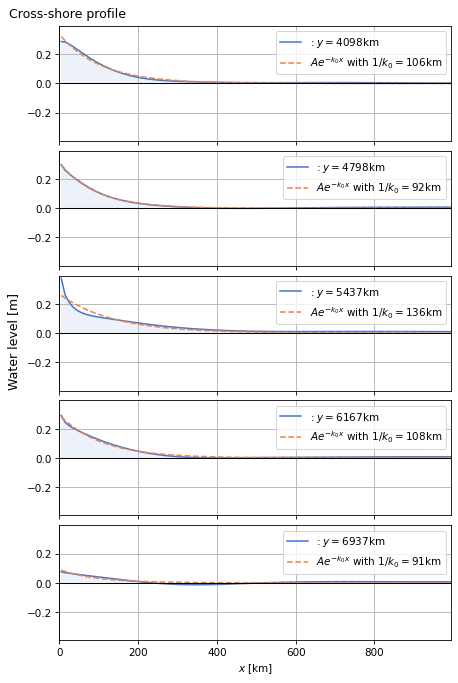 Cross-shore profile
Water level [m]
0.2
0.0
−0.2
: y = 4098km
Ae^{−k₀x} with 1/k₀ = 106km
0.2
0.0
−0.2
: y = 4798km
Ae^{−k₀x} with 1/k₀ = 92km
0.2
0.0
−0.2
: y = 5437km
Ae^{−k₀x} with 1/k₀ = 136km
0.2
0.0
−0.2
: y = 6167km
Ae^{−k₀x} with 1/k₀ = 108km
0.2
0.0
−0.2
: y = 6937km
Ae^{−k₀x} with 1/k₀ = 91km
0 200 400 600 800
x [km]